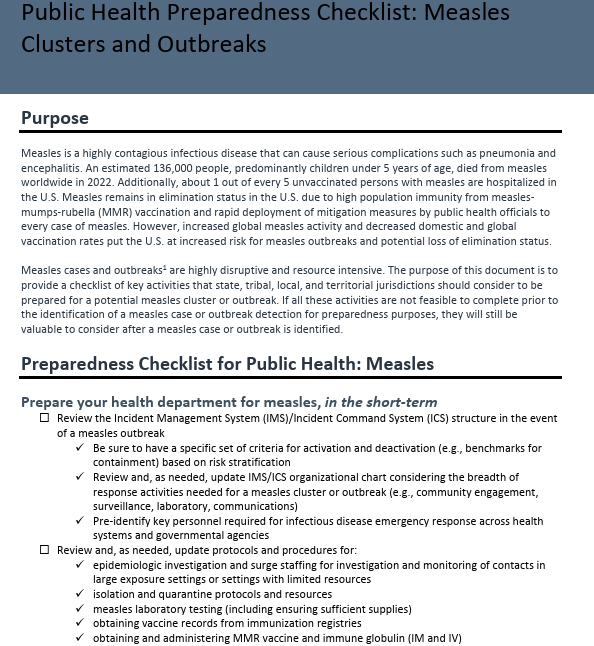 Public Health Preparedness Checklist: Measles
Clusters and Outbreaks
Purpose
Measles is a highly contagious infectious disease that can cause serious complications such as pneumonia and
encephalitis. An estimated 136,000 people, predominantly children under 5 years of age, died from measles
worldwide in 2022. Additionally, about 1 out of every 5 unvaccinated persons with measles are hospitalized in
the U.S. Measles remains in elimination status in the U.S. due to high population immunity from measles-
mumps-rubella (MMR) vaccination and rapid deployment of mitigation measures by public health officials to
every case of measles. However, increased global measles activity and decreased domestic and global
vaccination rates put the U.S. at increased risk for measles outbreaks and potential loss of elimination status.
Measles cases and outbreaks¹ are highly disruptive and resource intensive. The purpose of this document is to
provide a checklist of key activities that state, tribal, local, and territorial jurisdictions should consider to be
prepared for a potential measles cluster or outbreak. If all these activities are not feasible to complete prior to
the identification of a measles case or outbreak detection for preparedness purposes, they will still be
valuable to consider after a measles case or outbreak is identified.
Preparedness Checklist for Public Health: Measles
Prepare your health department for measles, in the short-term
☐ Review the Incident Management System (IMS)/Incident Command System (ICS) structure in the event
of a measles outbreak
✓ Be sure to have a specific set of criteria for activation and deactivation (e.g., benchmarks for
containment) based on risk stratification
✓ Review and, as needed, update IMS/ICS organizational chart considering the breadth of
response activities needed for a measles cluster or outbreak (e.g., community engagement,
surveillance, laboratory, communications)
✓ Pre-identify key personnel required for infectious disease emergency response across health
systems and governmental agencies
☐ Review and, as needed, update protocols and procedures for:
✓ epidemiologic investigation and surge staffing for investigation and monitoring of contacts in
large exposure settings or settings with limited resources
✓ isolation and quarantine protocols and resources
✓ measles laboratory testing (including ensuring sufficient supplies)
✓ obtaining vaccine records from immunization registries
✓ obtaining and administering MMR vaccine and immune globulin (IM and IV)